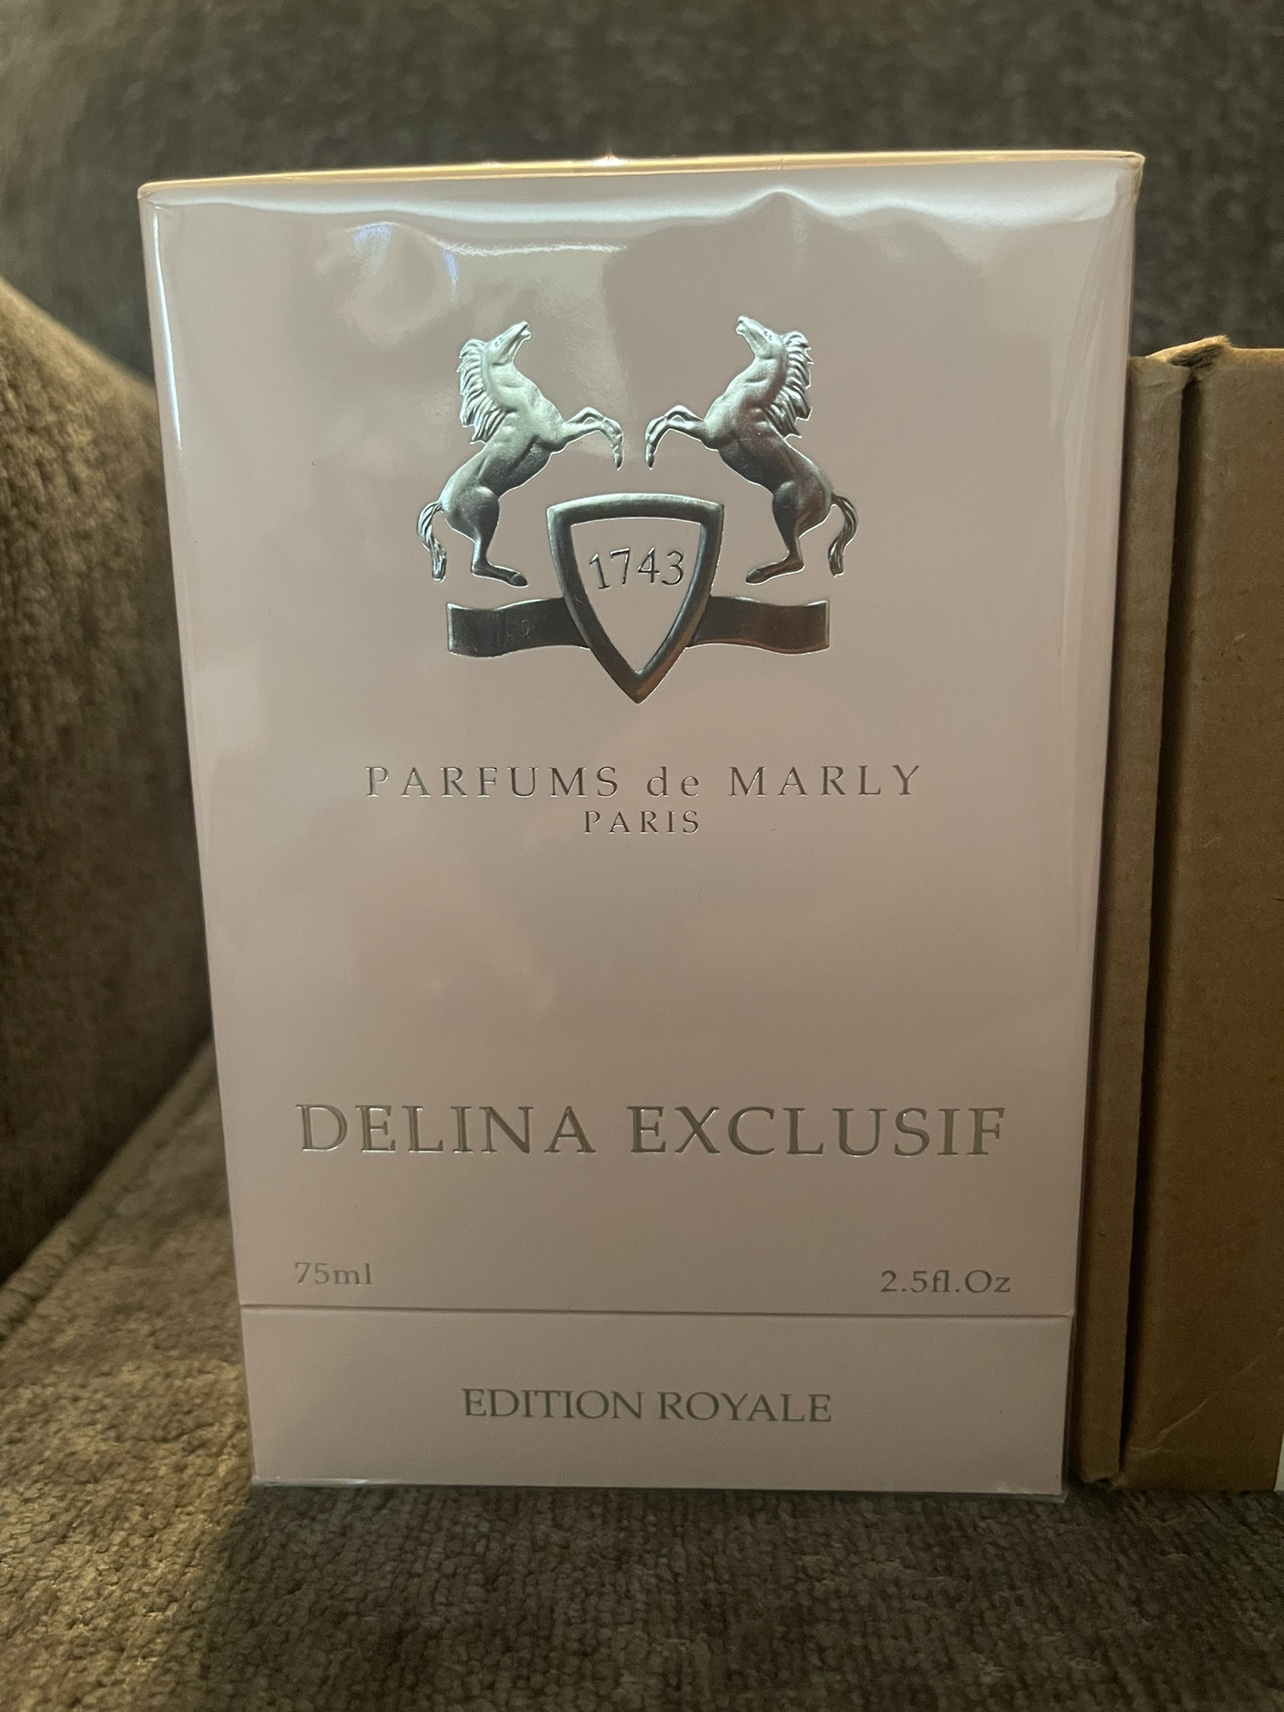 1743
PARFUMS de MARLY
PARIS
DELINA EXCLUSIF
75ml 2.5fl.Oz
EDITION ROYALE